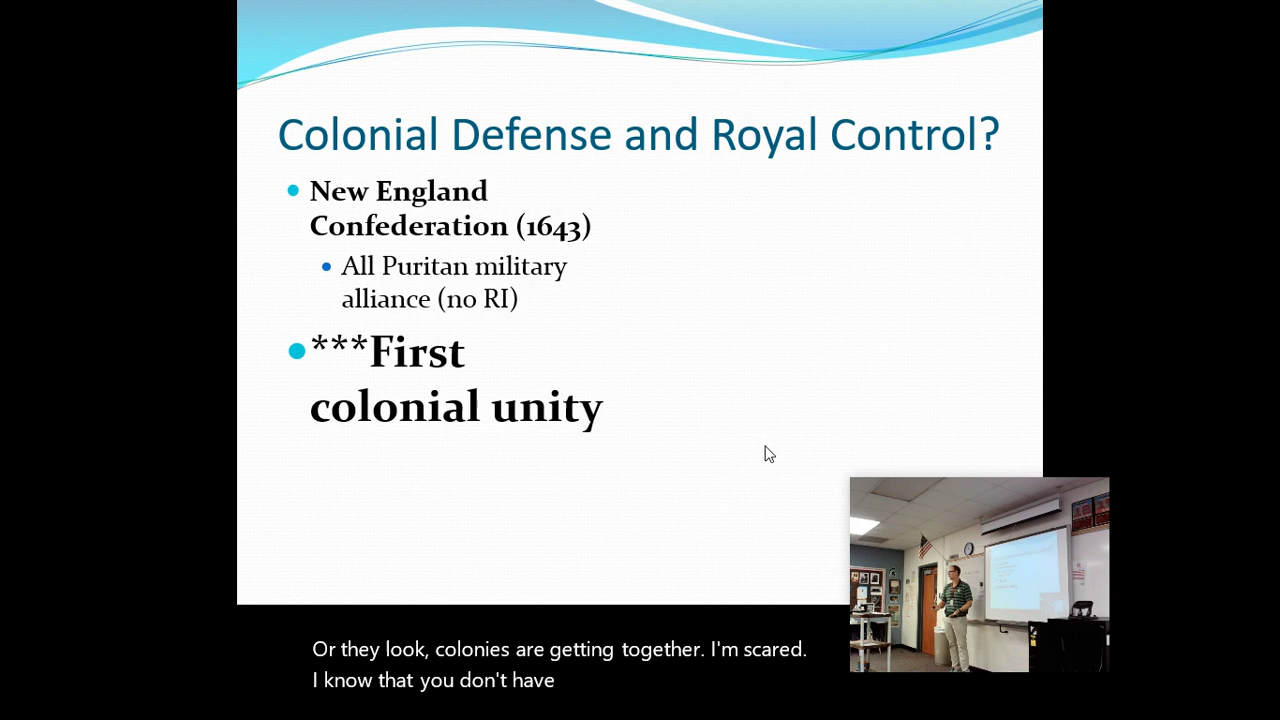 Colonial Defense and Royal Control?
New England
Confederation (1643)
All Puritan military
alliance (no RI)
***First
colonial unity
Or they look, colonies are getting together. I'm scared.
I know that you don't have